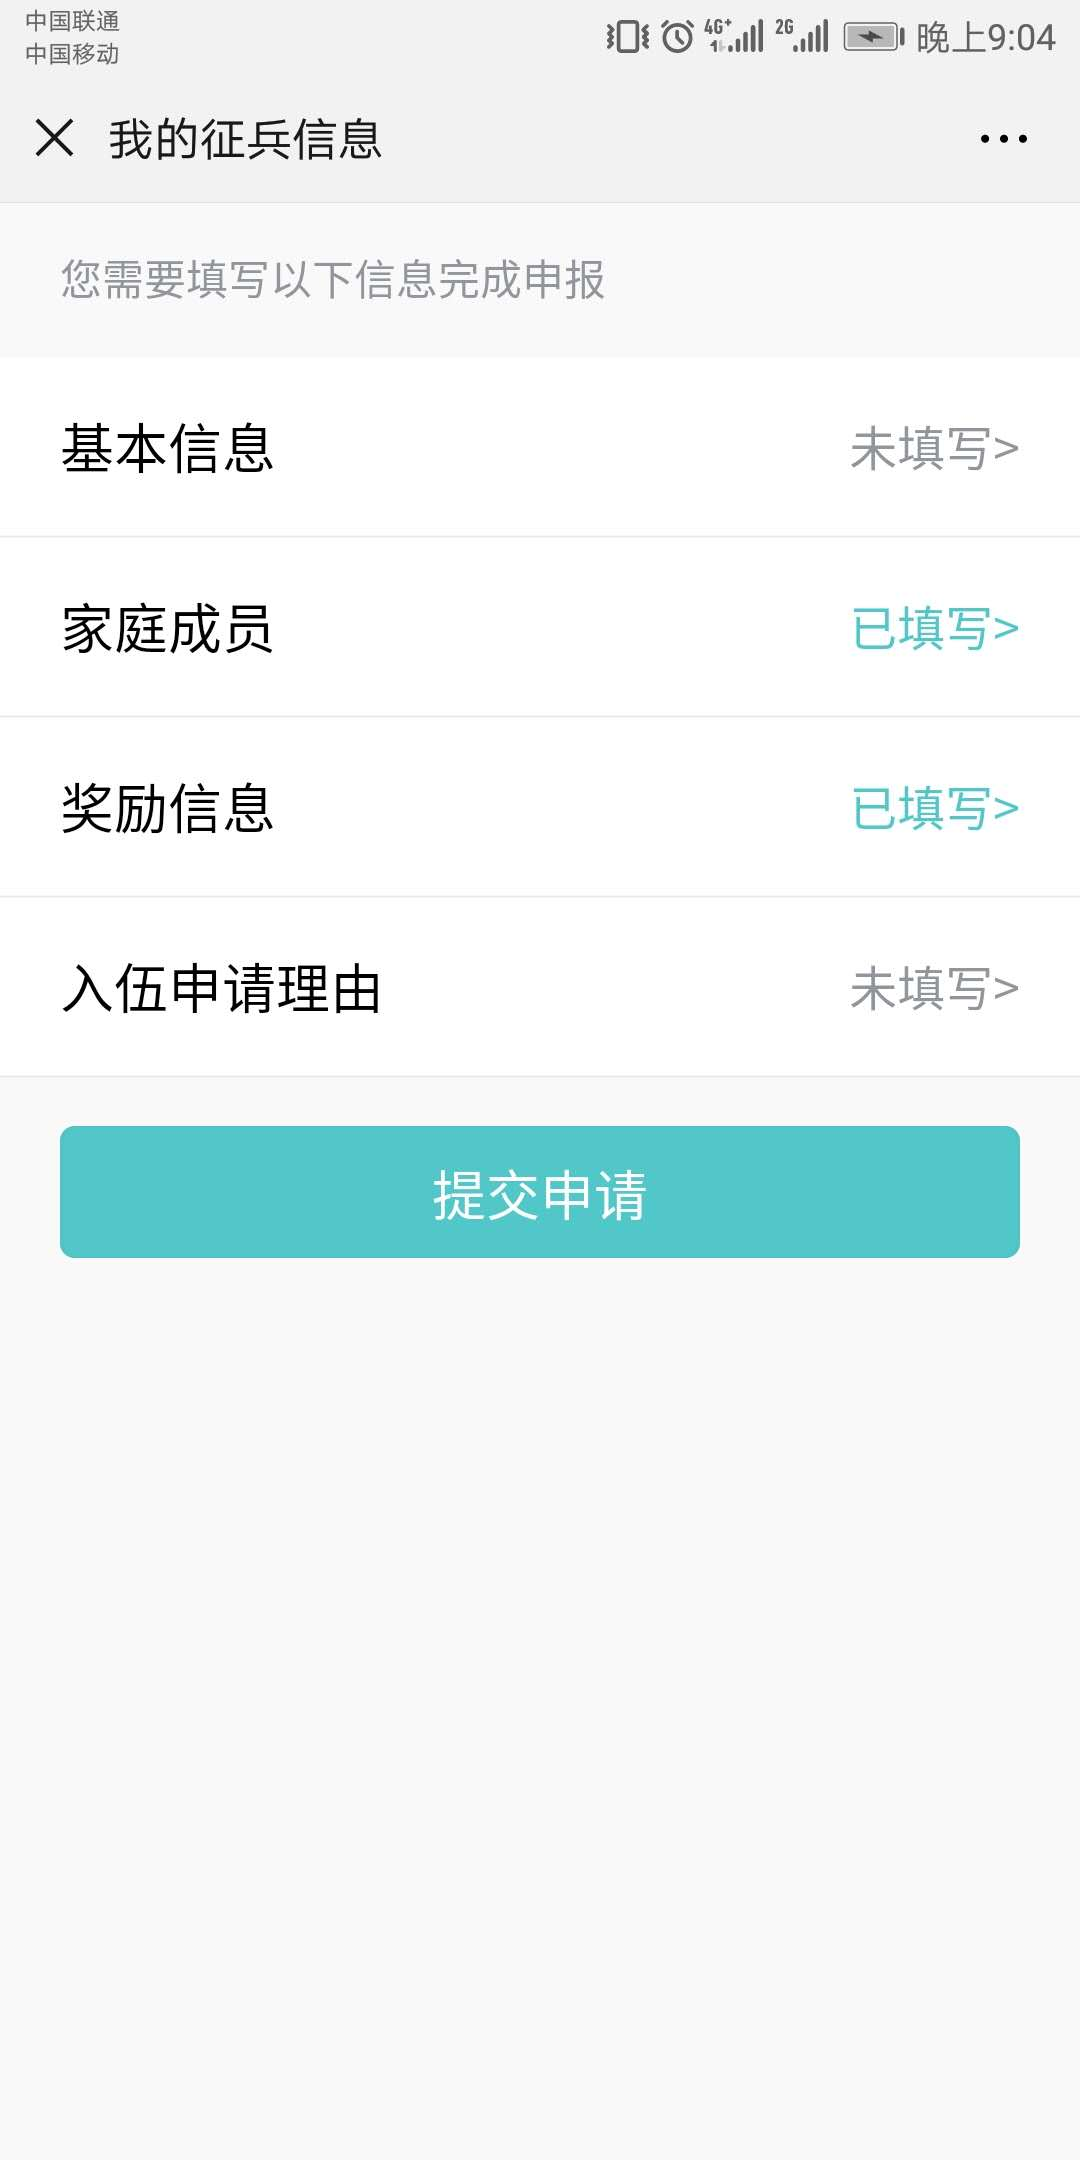 中国联通
中国移动
4G+ 2G 晚上9:04
我的征兵信息
您需要填写以下信息完成申报
基本信息 未填写>
家庭成员 已填写>
奖励信息 已填写>
入伍申请理由 未填写>
提交申请